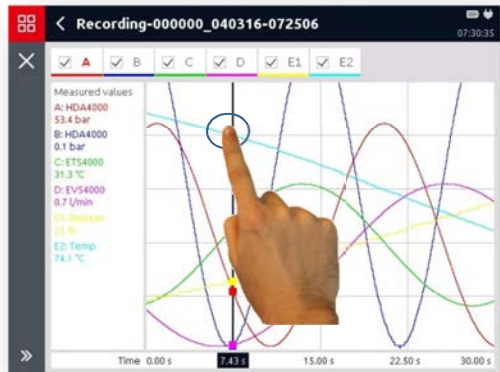 Recording-000000_040316-072506
07:30:35
A B C D E1 E2
Measured values
A: HDA4000
53.4 bar
B: HDA4000
0.1 bar
C: ETS4000
31.3 °C
D: EVS4000
0.7 l/min
E1: RelHum
E2: Temp
74.1 °C
Time 0.00 s 7.43 s 15.00 s 22.50 s 30.00 s